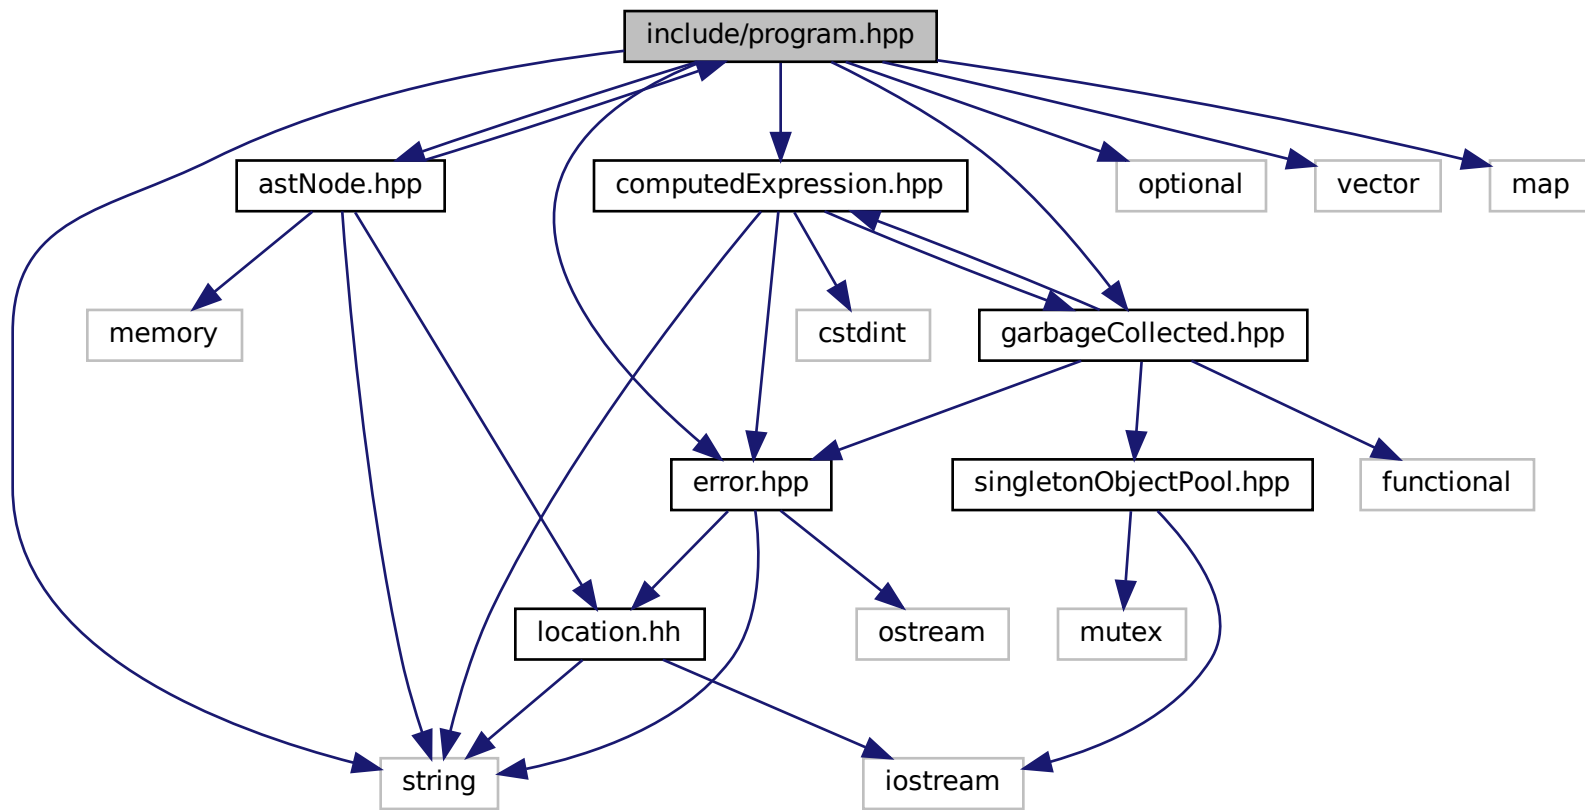 include/program.hpp
astNode.hpp
computedExpression.hpp
optional
vector
map
memory
cstdint
garbageCollected.hpp
error.hpp
singletonObjectPool.hpp
functional
location.hh
ostream
mutex
string
iostream